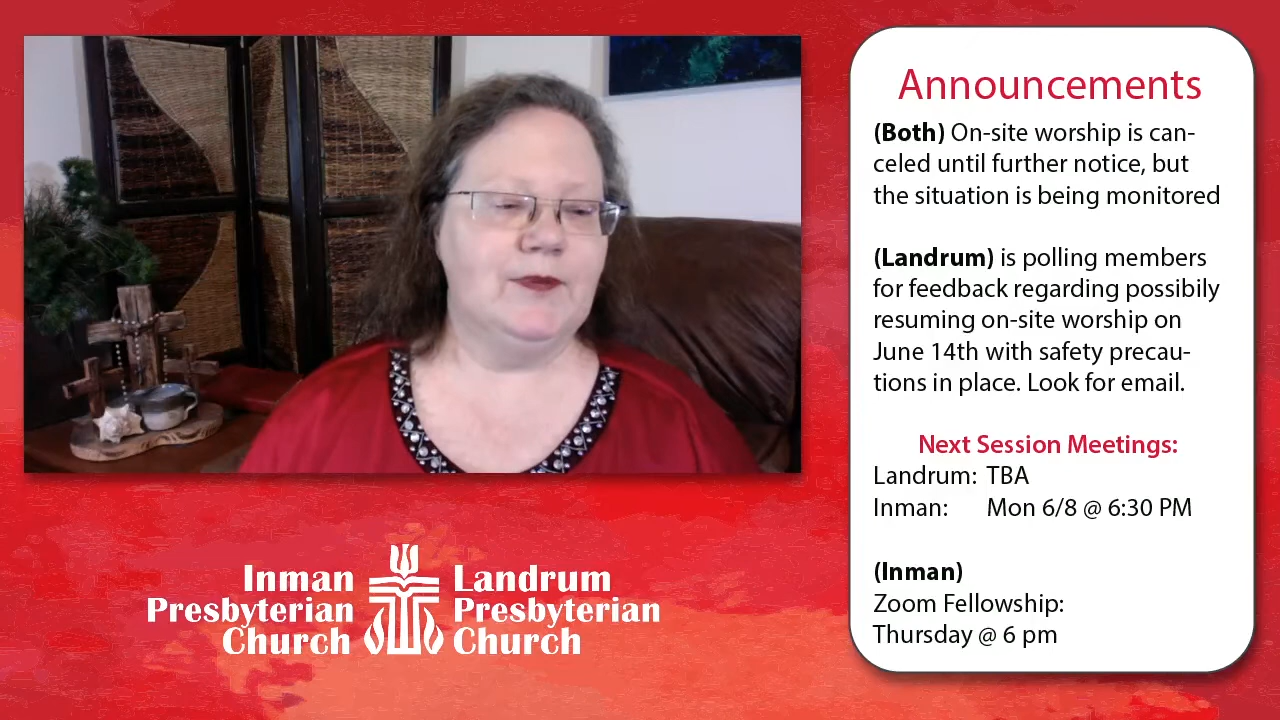 Announcements
(Both) On-site worship is can-
celed until further notice, but
the situation is being monitored
(Landrum) is polling members
for feedback regarding possibily
resuming on-site worship on
June 14th with safety precau-
tions in place. Look for email.
Next Session Meetings:
Landrum: TBA
Inman: Mon 6/8 @ 6:30 PM
(Inman)
Zoom Fellowship:
Thursday @ 6 pm
Inman
Presbyterian
Church
Landrum
Presbyterian
Church